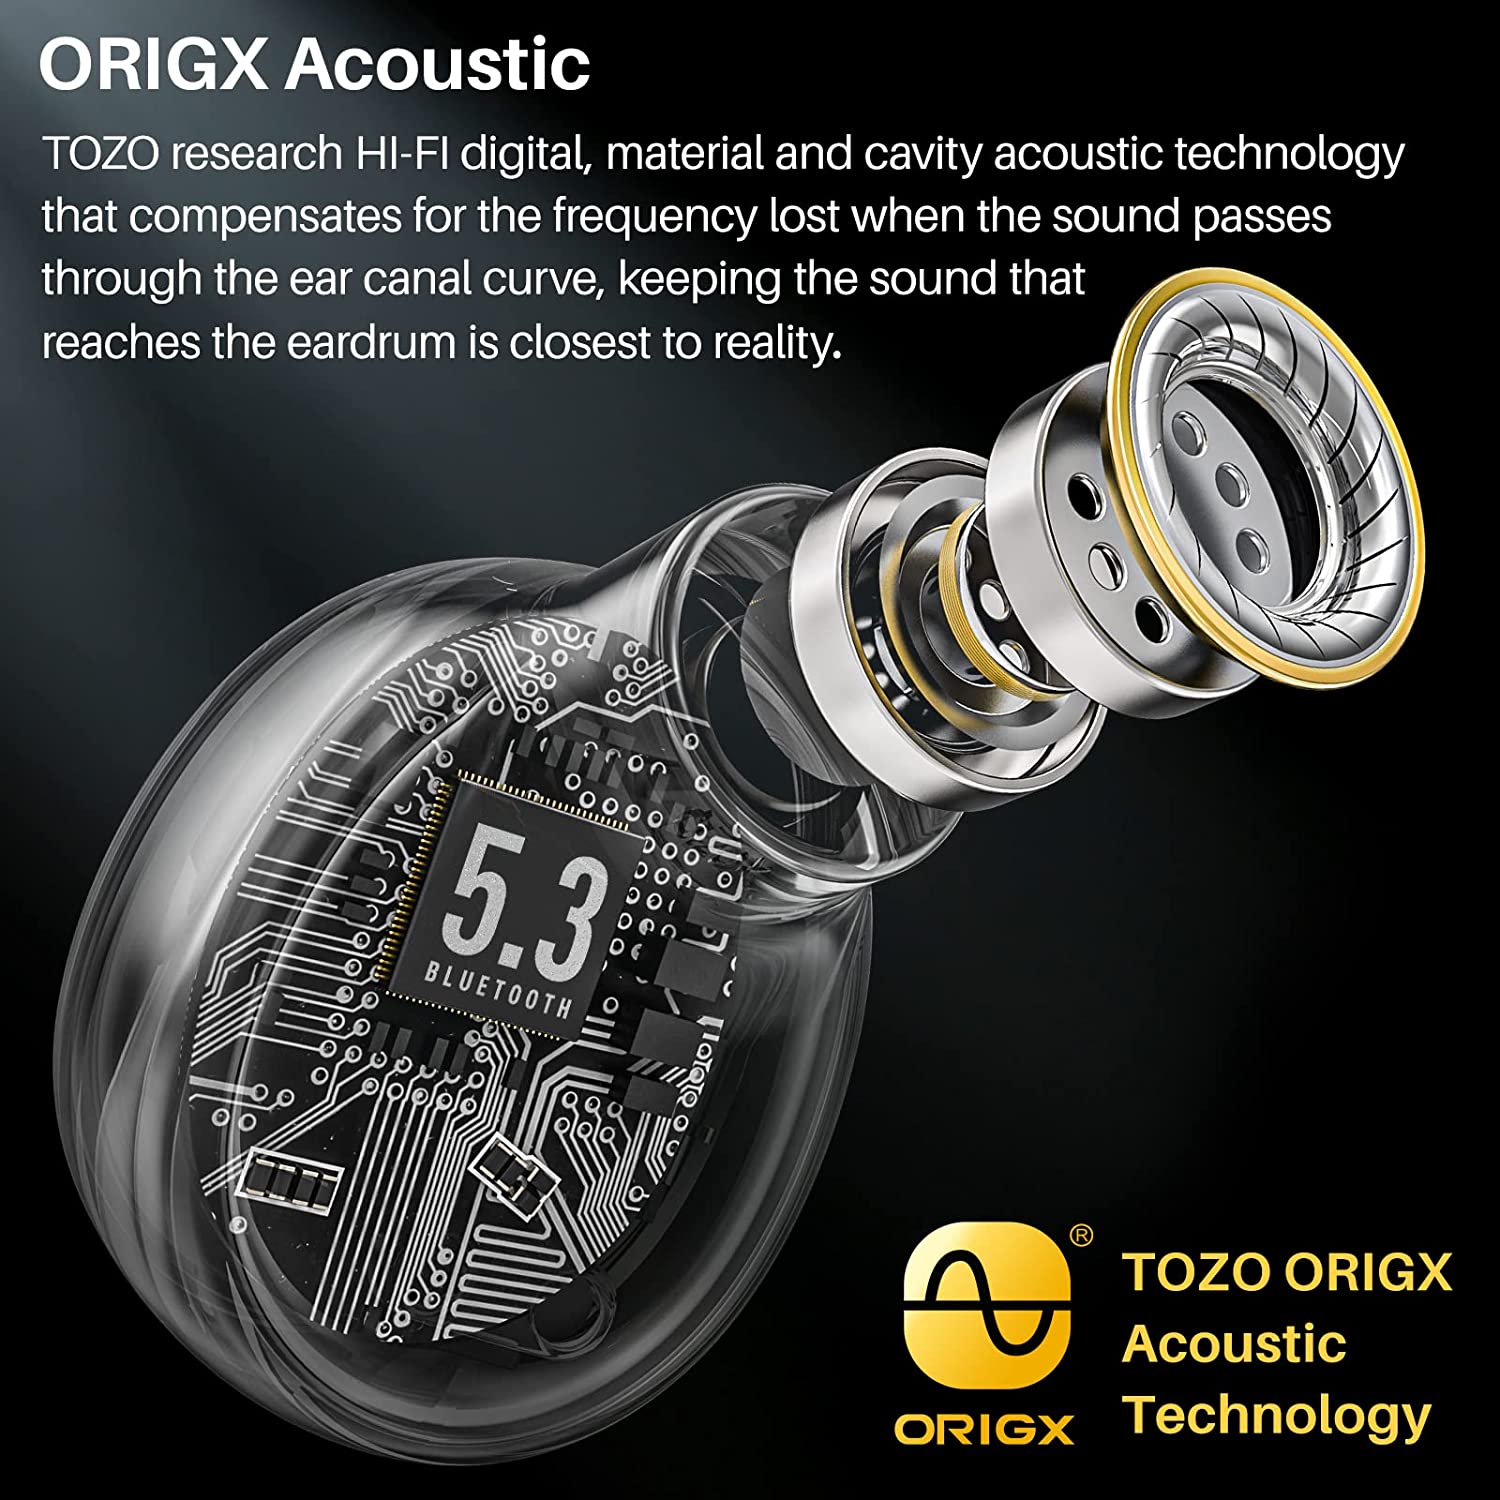 ORIGX Acoustic
TOZO research HI-FI digital, material and cavity acoustic technology
that compensates for the frequency lost when the sound passes
through the ear canal curve, keeping the sound that
reaches the eardrum is closest to reality.
5.3
BLUETOOTH
®
ORIGX
TOZO ORIGX
Acoustic
Technology